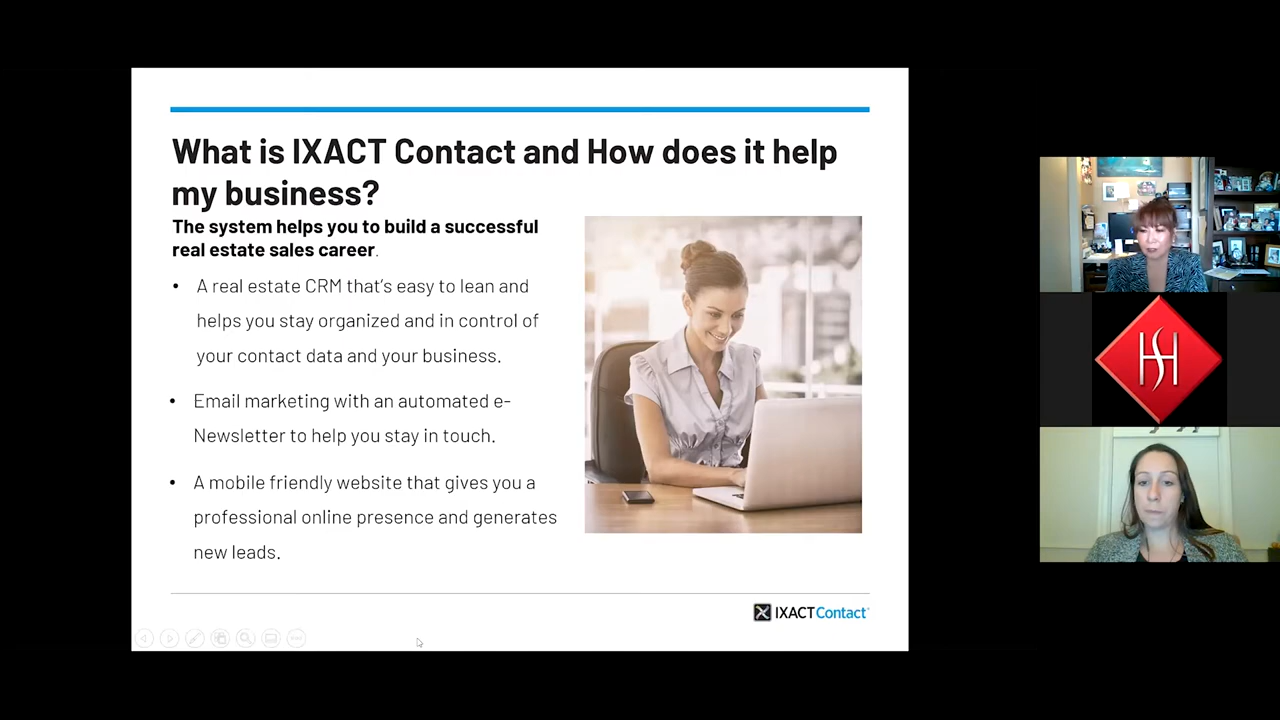 What is IXACT Contact and How does it help
my business?
The system helps you to build a successful
real estate sales career.
• A real estate CRM that's easy to lean and
helps you stay organized and in control of
your contact data and your business.
• Email marketing with an automated e-
Newsletter to help you stay in touch.
• A mobile friendly website that gives you a
professional online presence and generates
new leads.
IXACT Contact
HS